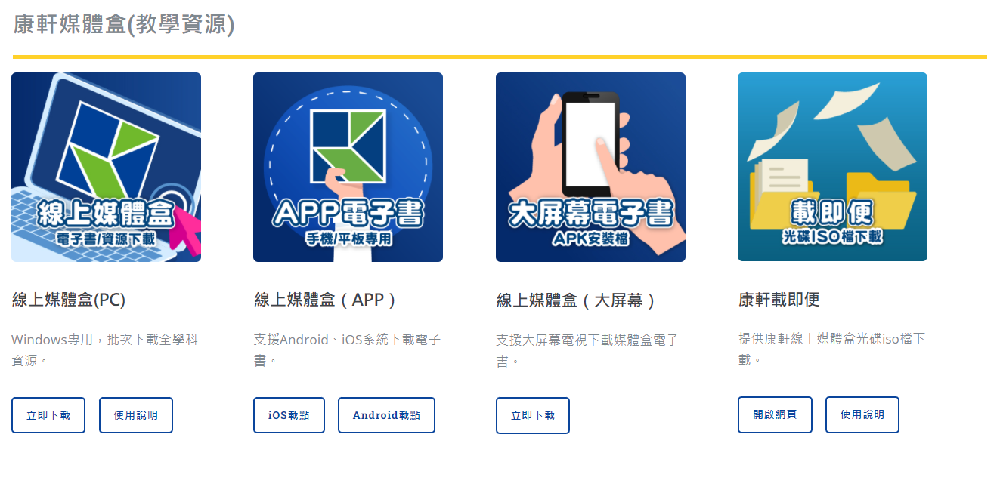 康軒媒體盒(教學資源)
線上媒體盒
電子書/資源下載
APP電子書
手機/平板專用
大屏幕電子書
APK安裝檔
載即便
光碟ISO檔下載
線上媒體盒(PC)
Windows專用，批次下載全學科
資源。
立即下載
使用說明
線上媒體盒（APP）
支援Android、iOS系統下載電子
書。
iOS載點
Android載點
線上媒體盒（大屏幕）
支援大屏幕電視下載媒體盒電子
書。
立即下載
康軒載即便
提供康軒線上媒體盒光碟iso檔下
載。
開啟網頁
使用說明